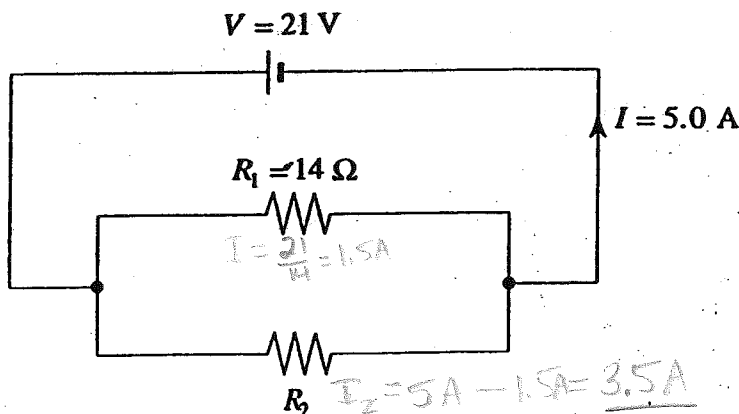 V = 21 V
I = 5.0 A
R₁ = 14 Ω
I = 21/14 = 1.5A
I₂ = 5A − 1.5A = 3.5A
R₂